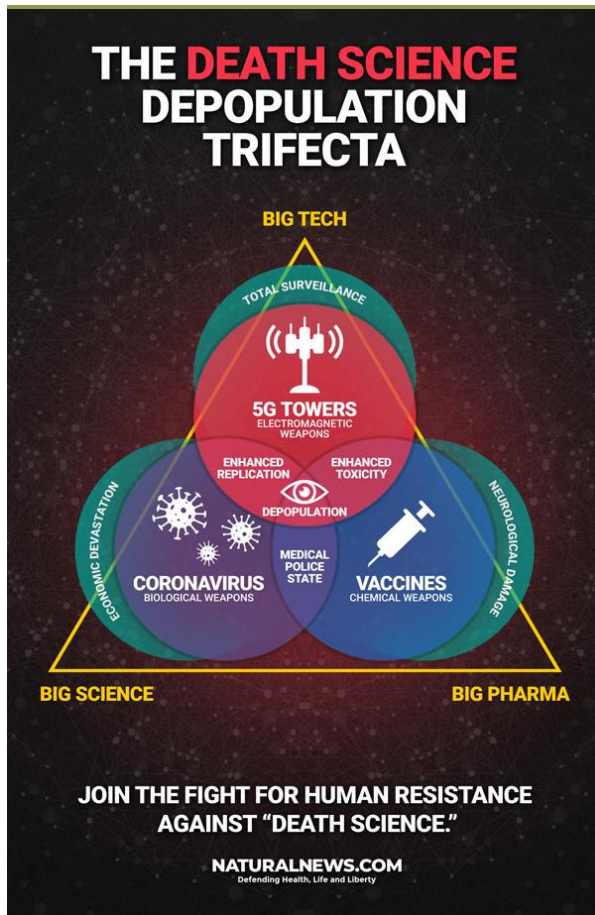 THE DEATH SCIENCE
DEPOPULATION
TRIFECTA
BIG TECH
TOTAL SURVEILLANCE
5G TOWERS
ELECTROMAGNETIC
WEAPONS
ENHANCED
REPLICATION
ENHANCED
TOXICITY
DEPOPULATION
ECONOMIC DEVASTATION
NEUROLOGICAL DAMAGE
MEDICAL
POLICE
STATE
CORONAVIRUS
BIOLOGICAL WEAPONS
VACCINES
CHEMICAL WEAPONS
BIG SCIENCE
BIG PHARMA
JOIN THE FIGHT FOR HUMAN RESISTANCE
AGAINST “DEATH SCIENCE.”
NATURALNEWS.COM
Defending Health, Life and Liberty